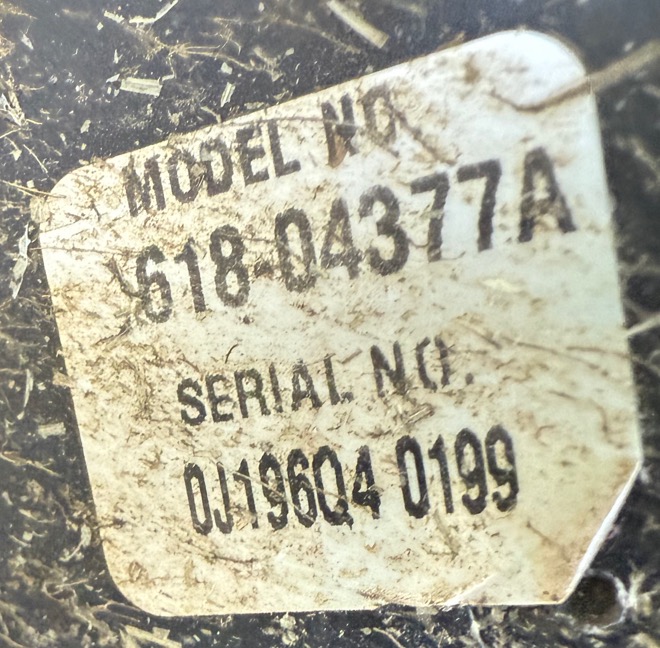 MODEL NO.
618-04377A
SERIAL NO.
0J196Q4 0199